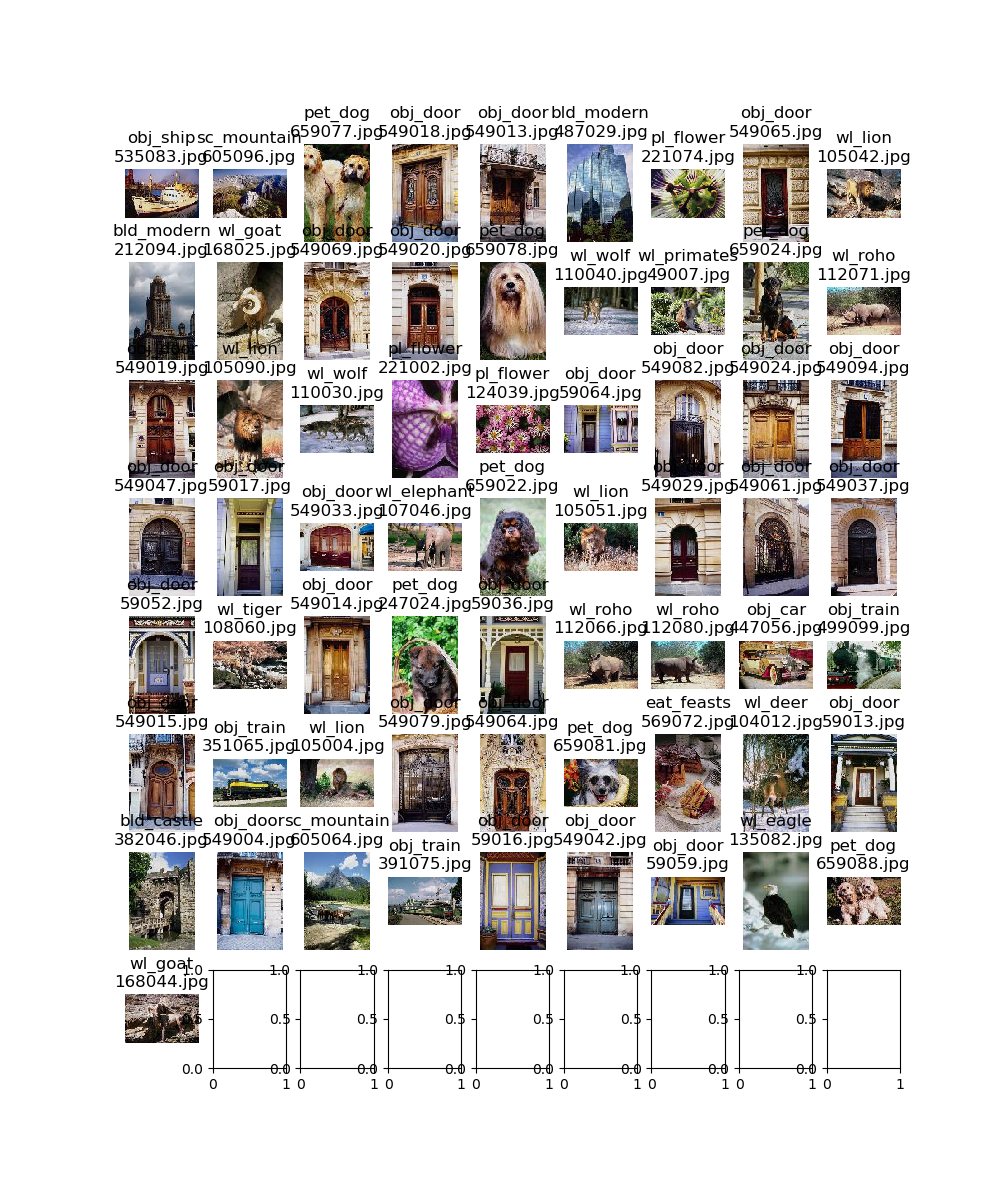 obj_ship
535083.jpg
sc_mountain
605096.jpg
pet_dog
659077.jpg
obj_door
549018.jpg
obj_door
549013.jpg
bld_modern
487029.jpg
pl_flower
221074.jpg
obj_door
549065.jpg
wl_lion
105042.jpg
bld_modern
212094.jpg
wl_goat
168025.jpg
obj_door
549069.jpg
obj_door
549020.jpg
pet_dog
659078.jpg
wl_wolf
110040.jpg
wl_primates
49007.jpg
pet_dog
659024.jpg
wl_roho
112071.jpg
obj_door
549019.jpg
wl_lion
105090.jpg
wl_wolf
110030.jpg
pl_flower
221002.jpg
pl_flower
124039.jpg
obj_door
59064.jpg
obj_door
549082.jpg
obj_door
549024.jpg
obj_door
549094.jpg
obj_door
549047.jpg
obj_door
59017.jpg
obj_door
549033.jpg
wl_elephant
107046.jpg
pet_dog
659022.jpg
wl_lion
105051.jpg
obj_door
549029.jpg
obj_door
549061.jpg
obj_door
549037.jpg
obj_door
59052.jpg
wl_tiger
108060.jpg
obj_door
549014.jpg
pet_dog
247024.jpg
obj_door
59036.jpg
wl_roho
112066.jpg
wl_roho
112080.jpg
obj_car
447056.jpg
obj_train
499099.jpg
obj_door
549015.jpg
obj_train
351065.jpg
wl_lion
105004.jpg
obj_door
549079.jpg
obj_door
549064.jpg
pet_dog
659081.jpg
eat_feasts
569072.jpg
wl_deer
104012.jpg
obj_door
59013.jpg
bld_castle
382046.jpg
obj_door
549004.jpg
sc_mountain
605064.jpg
obj_train
391075.jpg
obj_door
59016.jpg
obj_door
549042.jpg
obj_door
59059.jpg
wl_eagle
135082.jpg
pet_dog
659088.jpg
wl_goat
168044.jpg
1.0 1.0 1.0 1.0 1.0 1.0 1.0 1.0
0.5 0.5 0.5 0.5 0.5 0.5 0.5 0.5
0.0 0.0 0.0 0.0 0.0 0.0 0.0 0.0
0 1 0 1 0 1 0 1 0 1 0 1 0 1 0 1